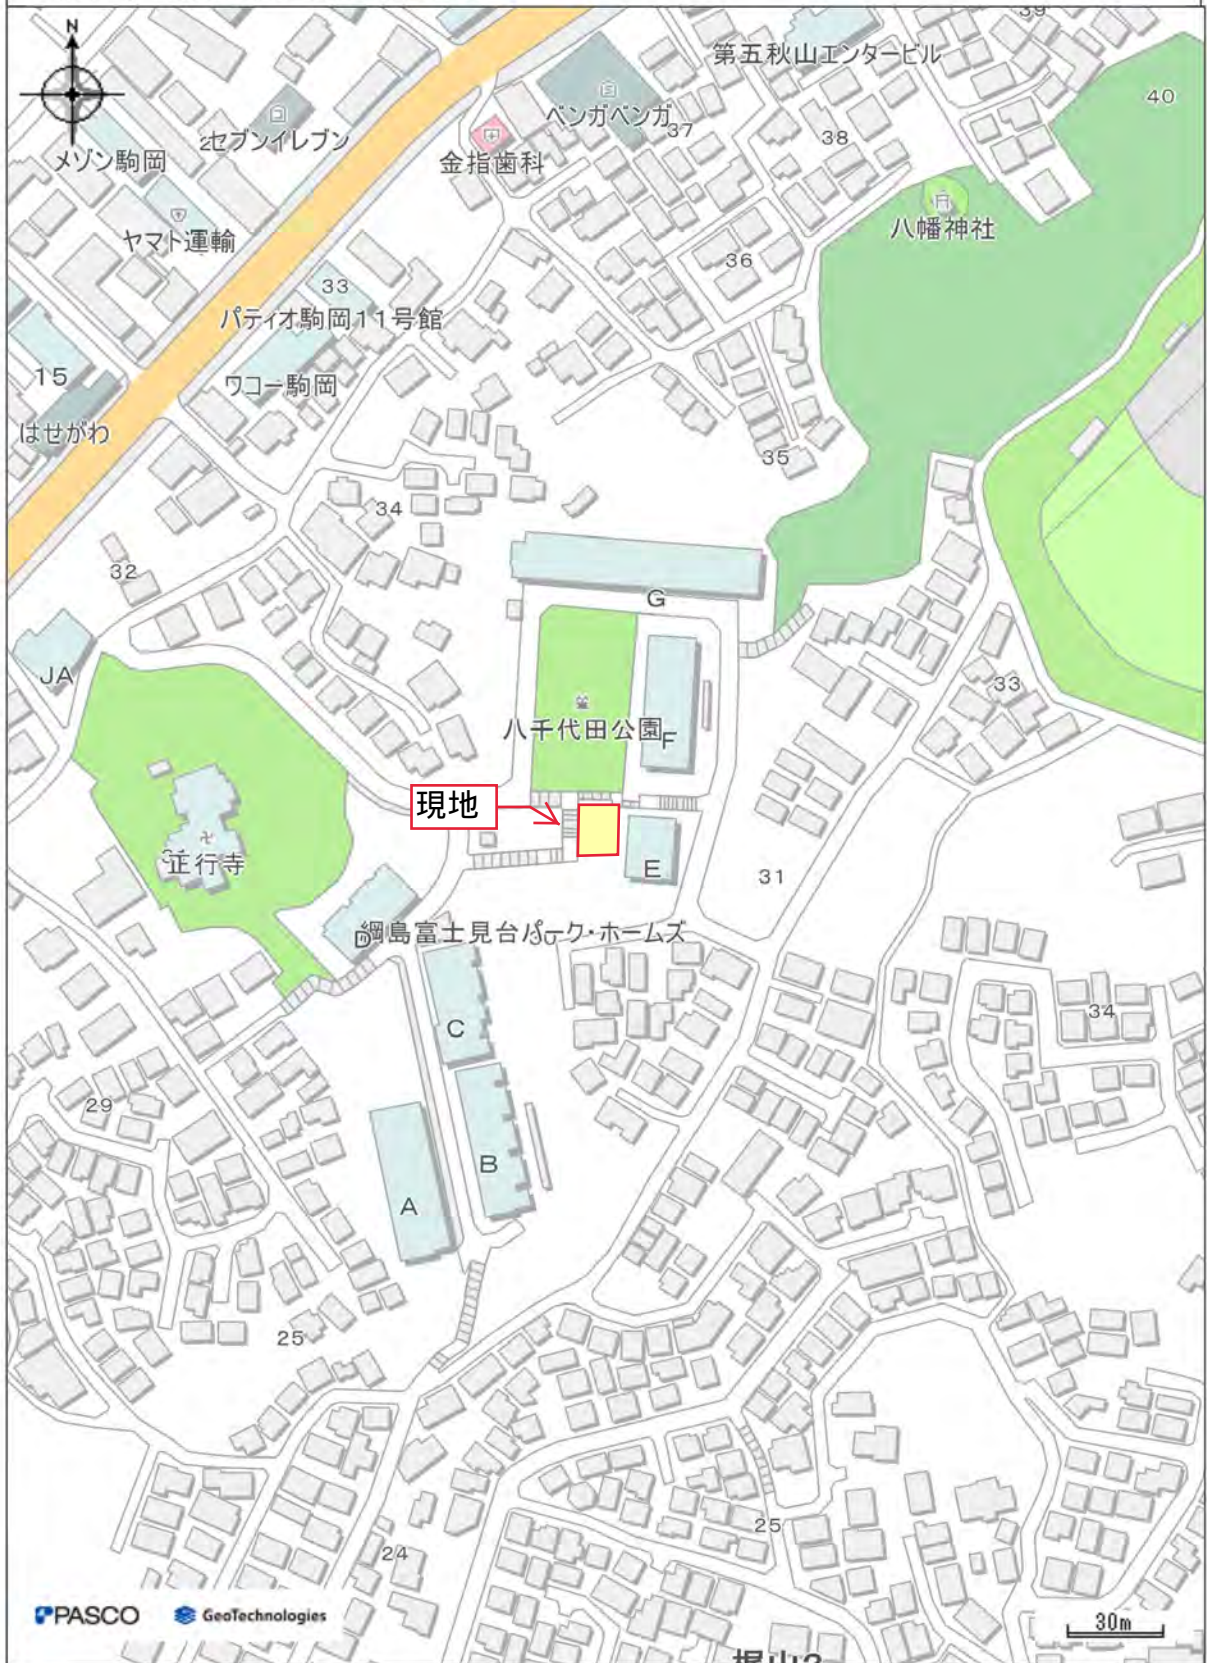 N
39
第五秋山エンタービル
40
ベンガベンガ
37
38
2セブンイレブン
金指歯科
メゾン駒岡
八幡神社
ヤマト運輸
36
33
パティオ駒岡11号館
15
ワコー駒岡
はせがわ
35
34
32
G
JA
33
八千代田公園
F
現地
正行寺
E
31
D
綱島富士見台パーク・ホームズ
C
34
29
B
A
25
25
24
PASCO
GeoTechnologies
30m